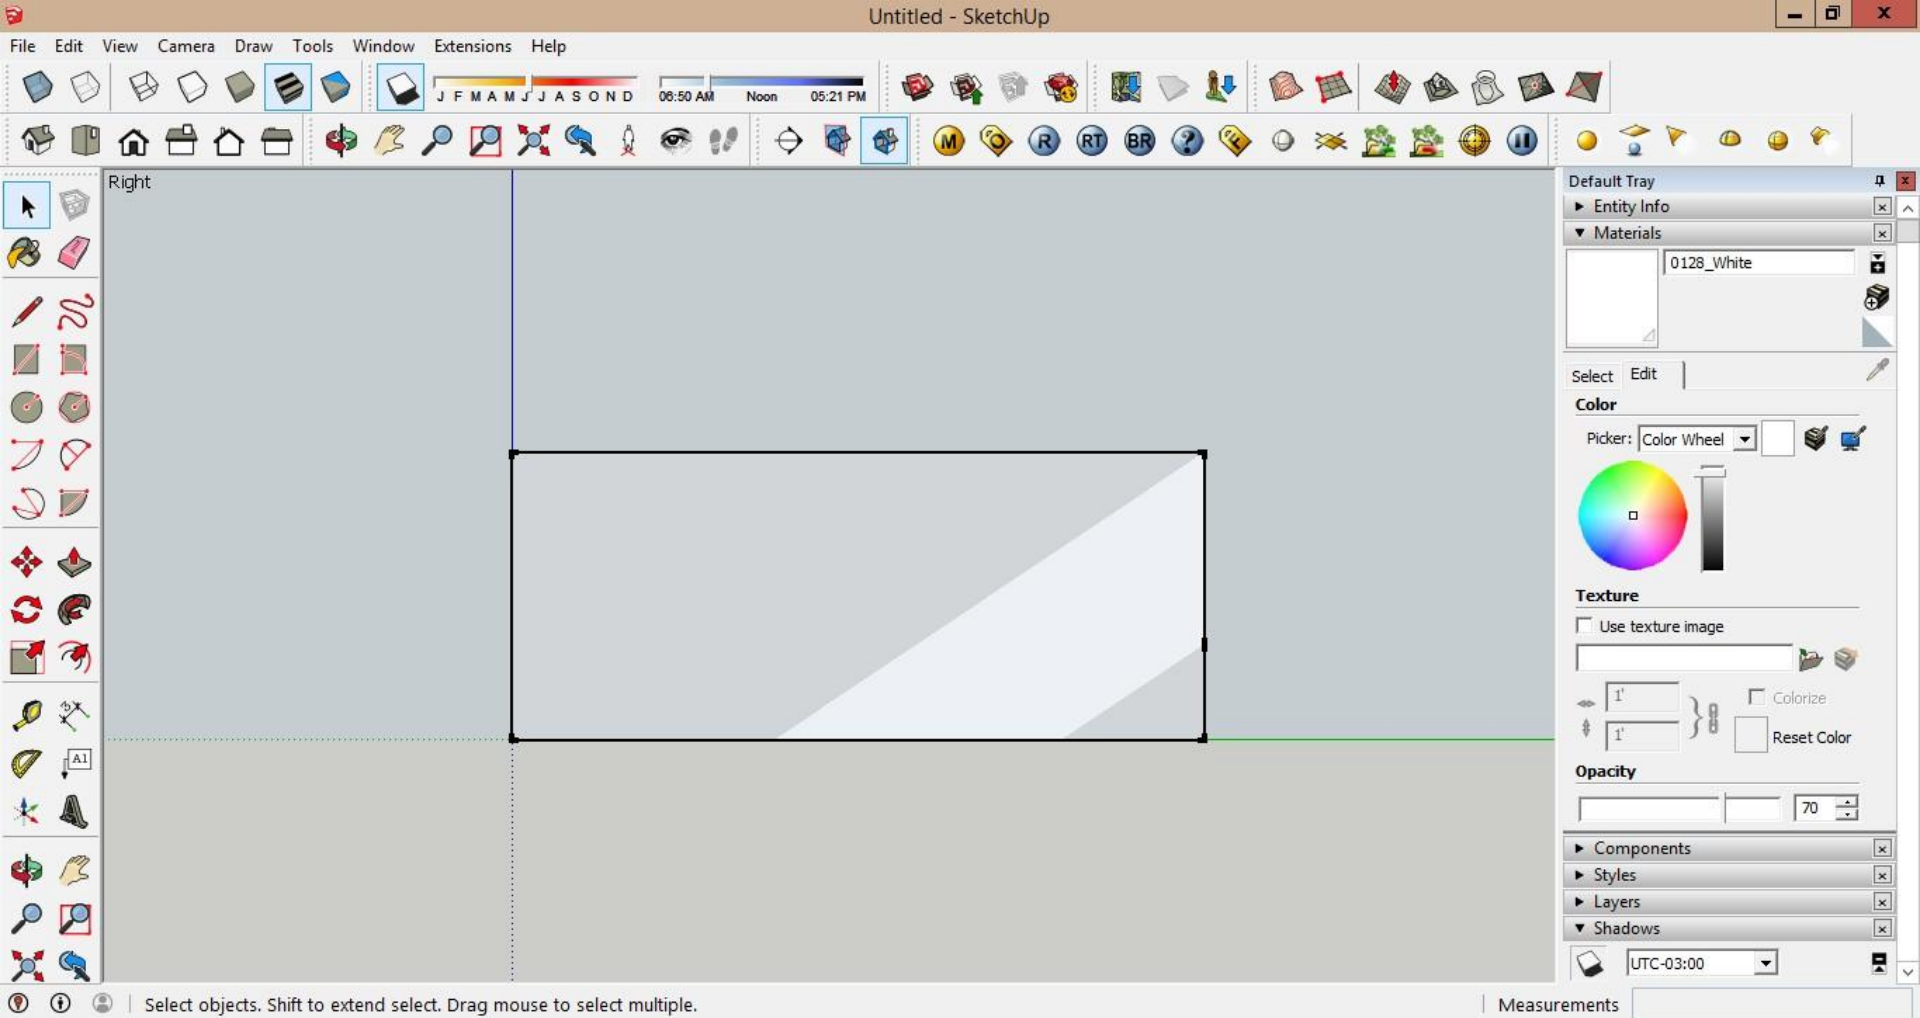 Untitled - SketchUp
File Edit View Camera Draw Tools Window Extensions Help
J F M A M J J A S O N D 06:50 AM Noon 05:21 PM
M O R RT BR ? F
Right
Default Tray
Entity Info
Materials
0128_White
Select Edit
Color
Picker: Color Wheel
Texture
Use texture image
1' Colorize
1' Reset Color
A1
Opacity
70
Components
Styles
Layers
Shadows
UTC-03:00
Select objects. Shift to extend select. Drag mouse to select multiple. Measurements